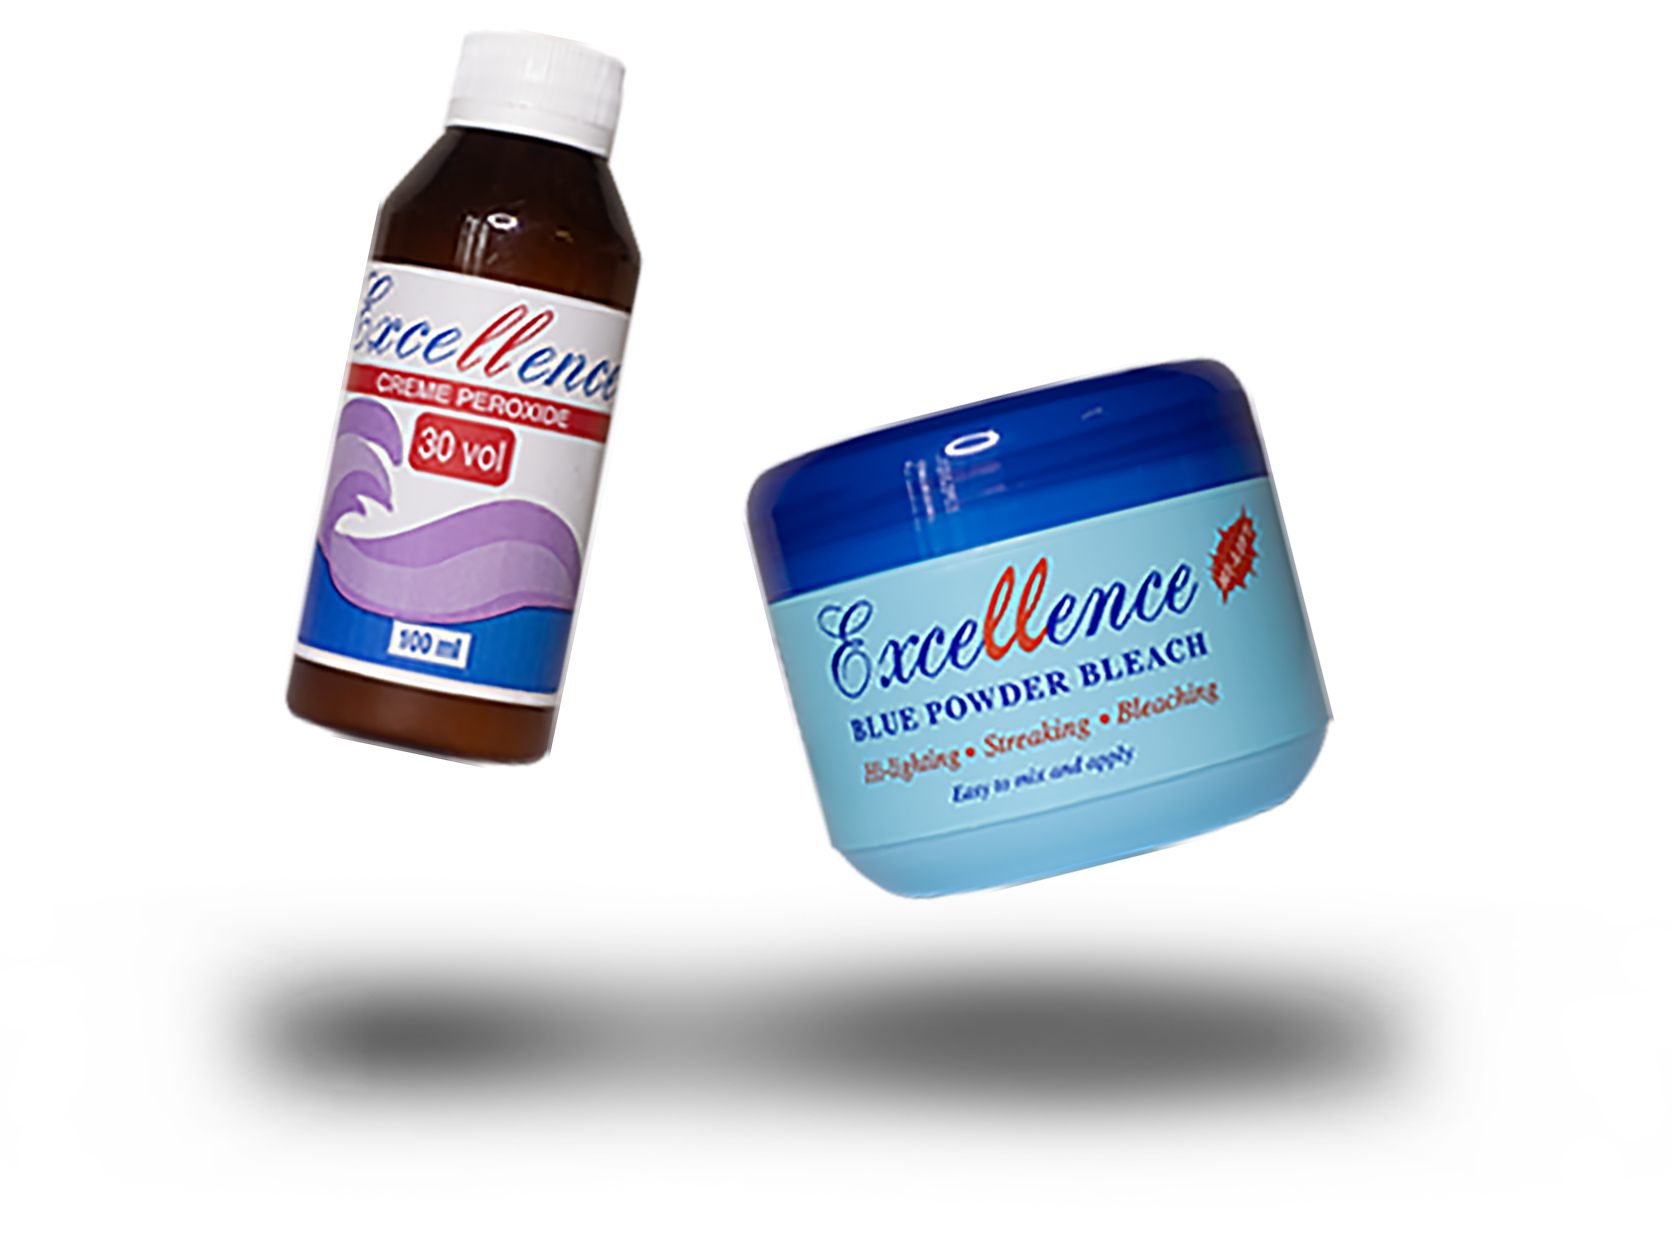 Excellence
CREME PEROXIDE
30 vol
100 ml
Excellence
BLUE POWDER BLEACH
Hi-lighting • Streaking • Bleaching
Easy to mix and apply